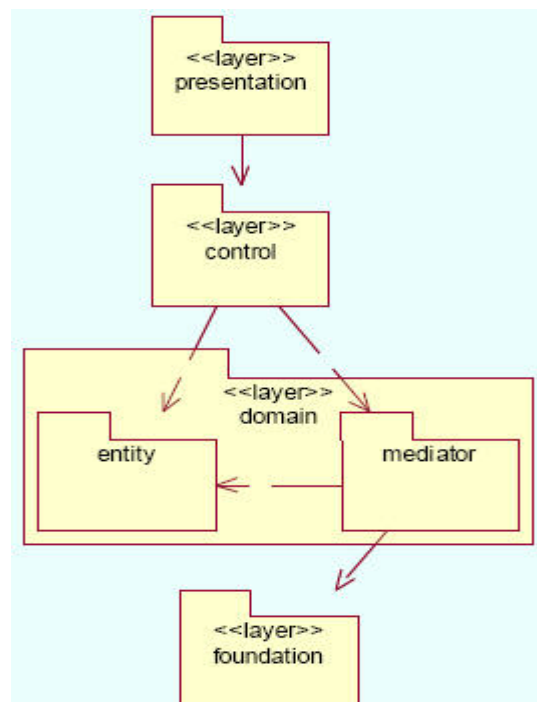 <<layer>>
presentation
<<layer>>
control
<<layer>>
domain
entity
mediator
<<layer>>
foundation